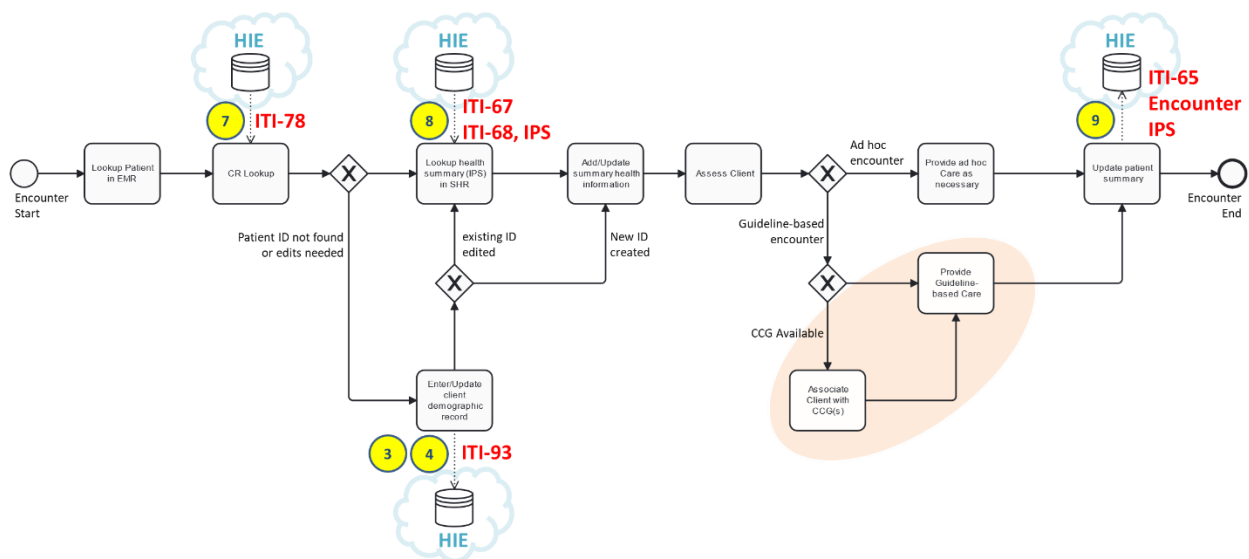 HIE
HIE
HIE
7
ITI-78
8
ITI-67
ITI-68, IPS
9
ITI-65
Encounter
IPS
Encounter
Start
Lookup Patient
in EMR
CR Lookup
X
Lookup health
summary (IPS)
in SHR
Add/Update
summary health
information
Assess Client
X
Ad hoc
encounter
Provide ad hoc
Care as
necessary
Update patient
summary
Encounter
End
Patient ID not found
or edits needed
existing ID
edited
New ID
created
X
Guideline-based
encounter
X
Provide
Guideline-
based Care
CCG Available
Enter/Update
client
demographic
record
Associate
Client with
CCG(s)
3
4
ITI-93
HIE